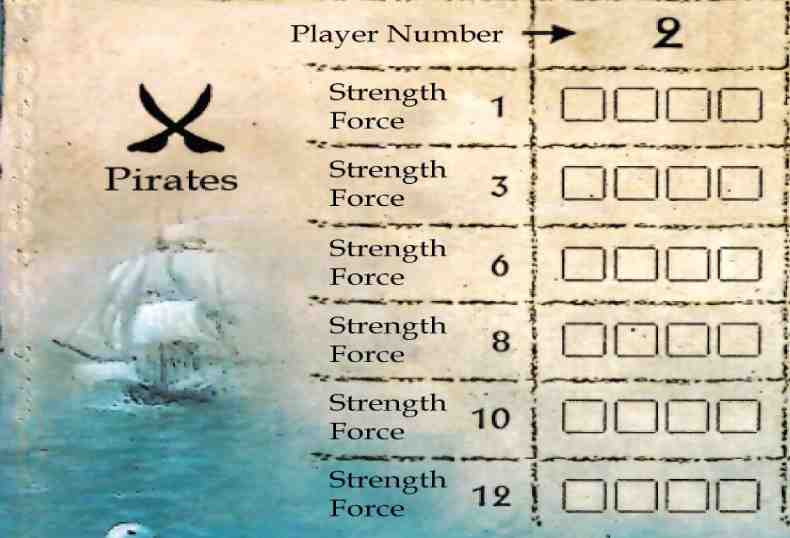 Player Number 2
Strength
Force 1
Pirates
Strength
Force 3
Strength
Force 6
Strength
Force 8
Strength
Force 10
Strength
Force 12